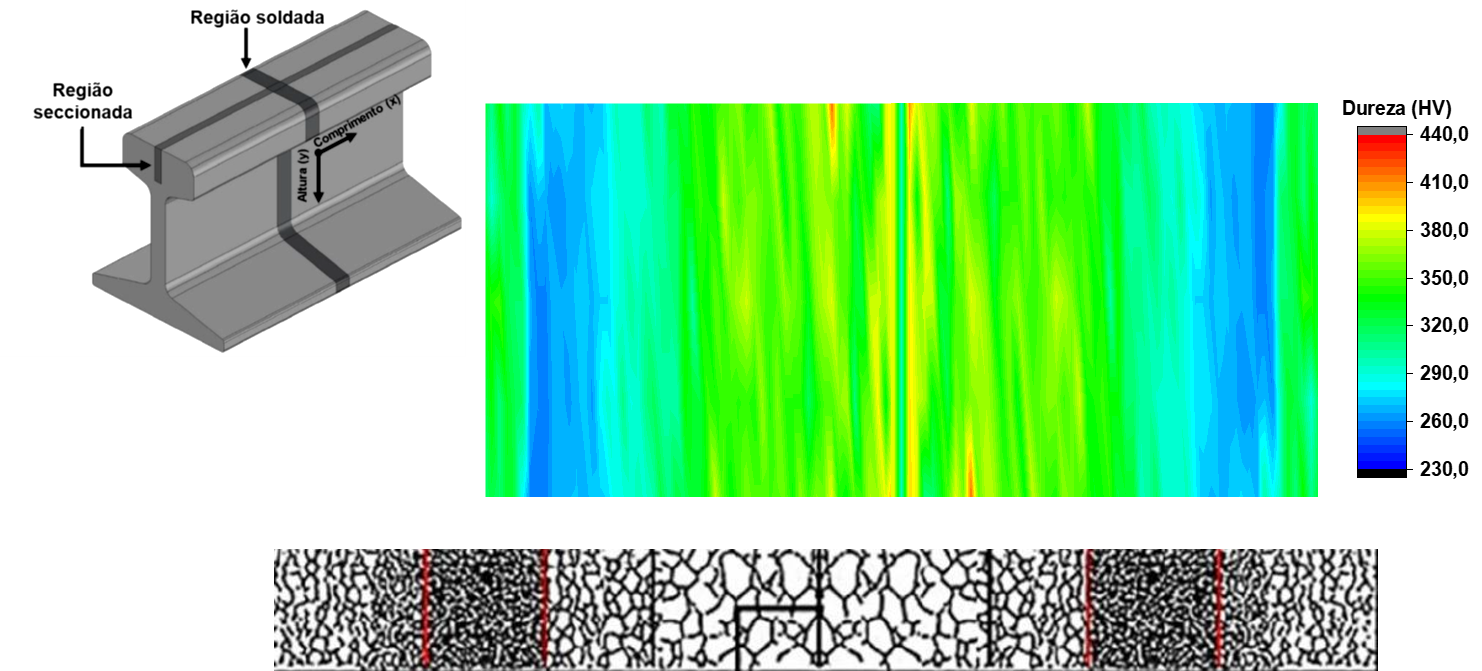 Região soldada
Região
seccionada
Comprimento (x)
Altura (y)
Dureza (HV)
440,0
410,0
380,0
350,0
320,0
290,0
260,0
230,0